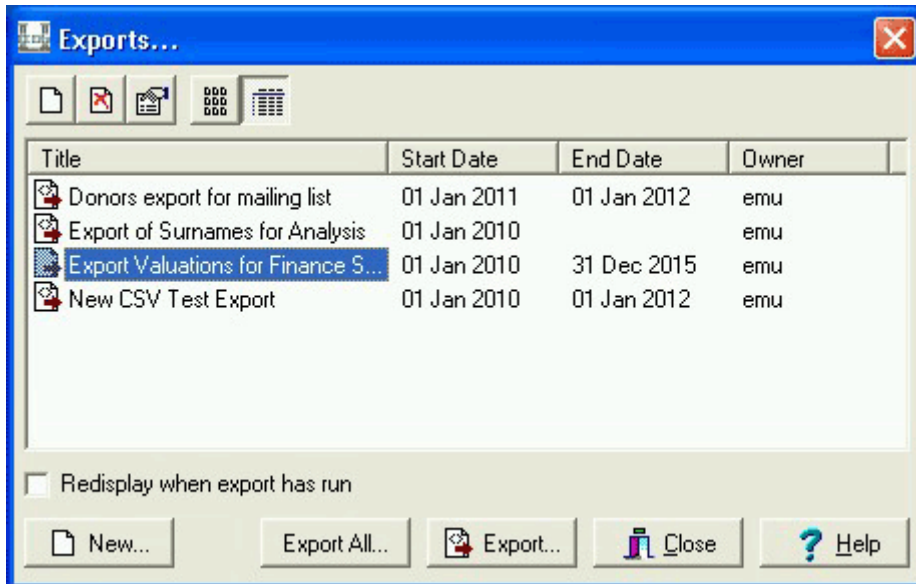 Exports...
Title Start Date End Date Owner
Donors export for mailing list 01 Jan 2011 01 Jan 2012 emu
Export of Surnames for Analysis 01 Jan 2010 emu
Export Valuations for Finance S... 01 Jan 2010 31 Dec 2015 emu
New CSV Test Export 01 Jan 2010 01 Jan 2012 emu
Redisplay when export has run
New... Export All... Export... Close Help